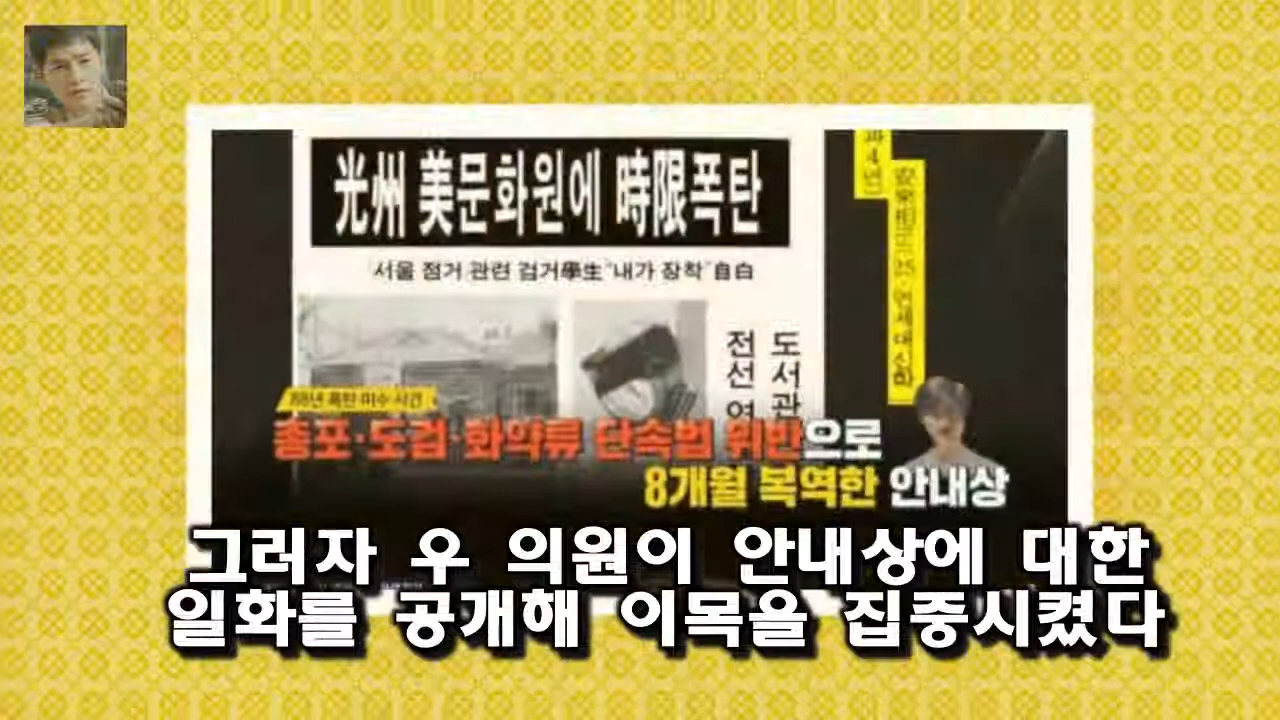 光州 美문화원에 時限폭탄
서울 점거 관련 검거學生 "내가 장착" 自白
도서관
전선 여
88년 폭탄 미수 사건
총포·도검·화약류 단속법 위반으로
8개월 복역한 안내상
그러자 우 의원이 안내상에 대한
일화를 공개해 이목을 집중시켰다